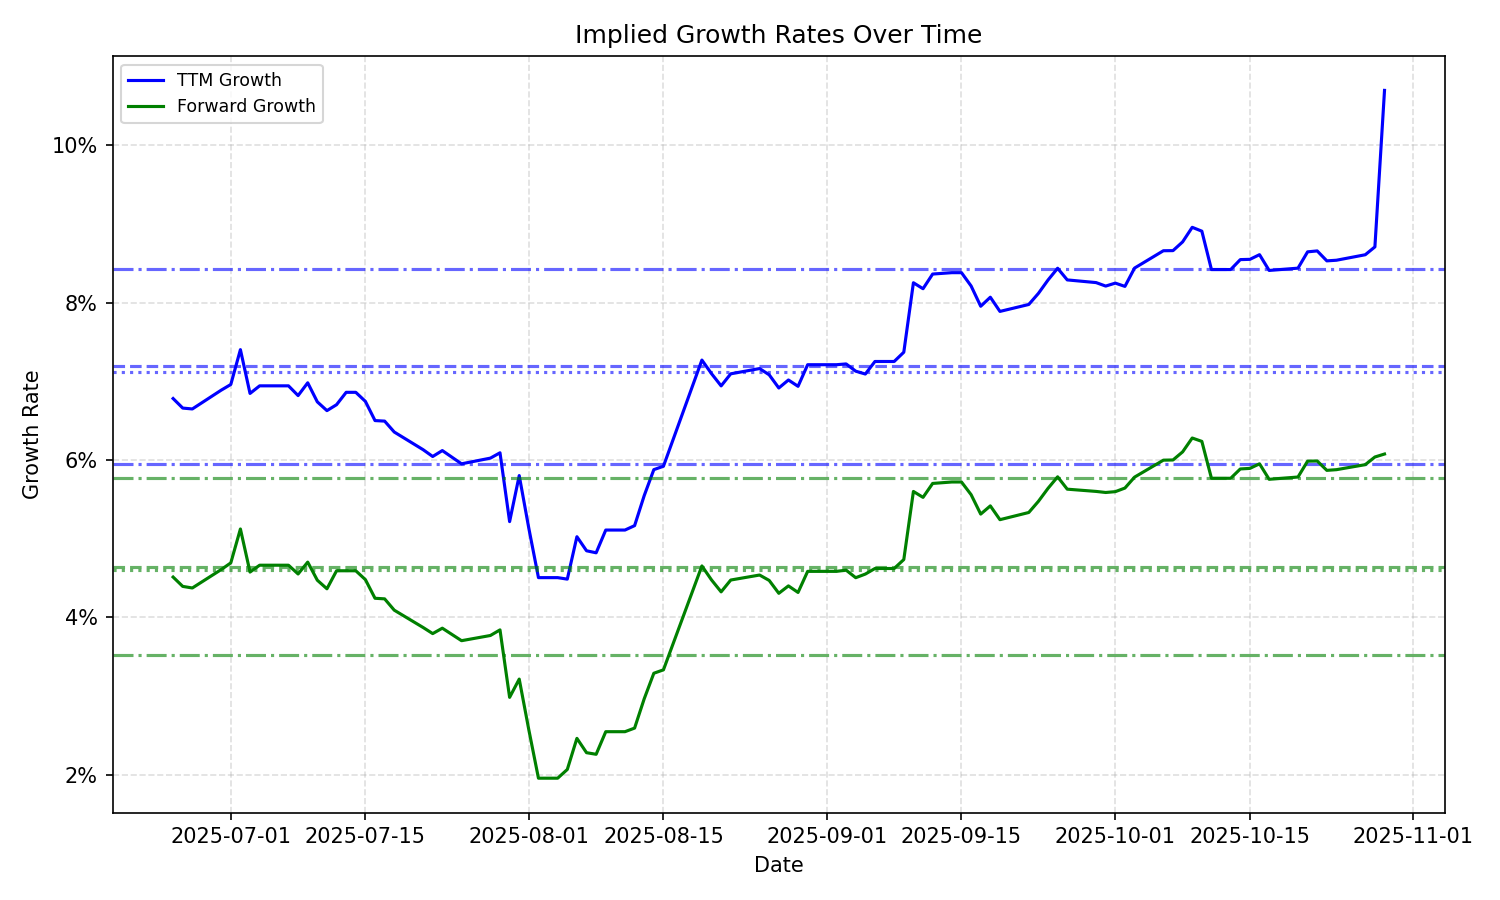 Implied Growth Rates Over Time
TTM Growth
Forward Growth
10%
8%
6%
4%
2%
Growth Rate
2025-07-01 2025-07-15 2025-08-01 2025-08-15 2025-09-01 2025-09-15 2025-10-01 2025-10-15 2025-11-01
Date